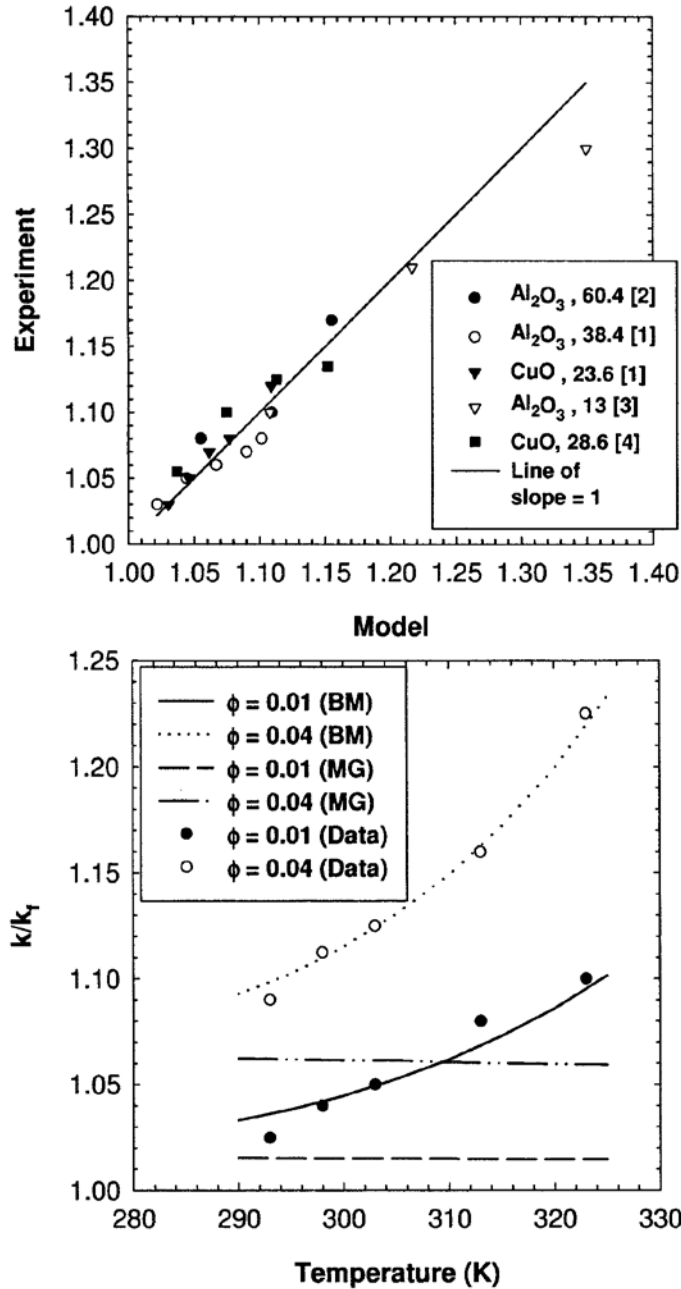 1.40
1.35
1.30
1.25
1.20
1.15
1.10
1.05
1.00
Experiment
Al₂O₃ , 60.4 [2]
Al₂O₃ , 38.4 [1]
CuO , 23.6 [1]
Al₂O₃ , 13 [3]
CuO, 28.6 [4]
Line of
slope = 1
1.00 1.05 1.10 1.15 1.20 1.25 1.30 1.35 1.40
Model
1.25
1.20
1.15
1.10
1.05
1.00
k/k_f
ϕ = 0.01 (BM)
ϕ = 0.04 (BM)
ϕ = 0.01 (MG)
ϕ = 0.04 (MG)
ϕ = 0.01 (Data)
ϕ = 0.04 (Data)
280 290 300 310 320 330
Temperature (K)